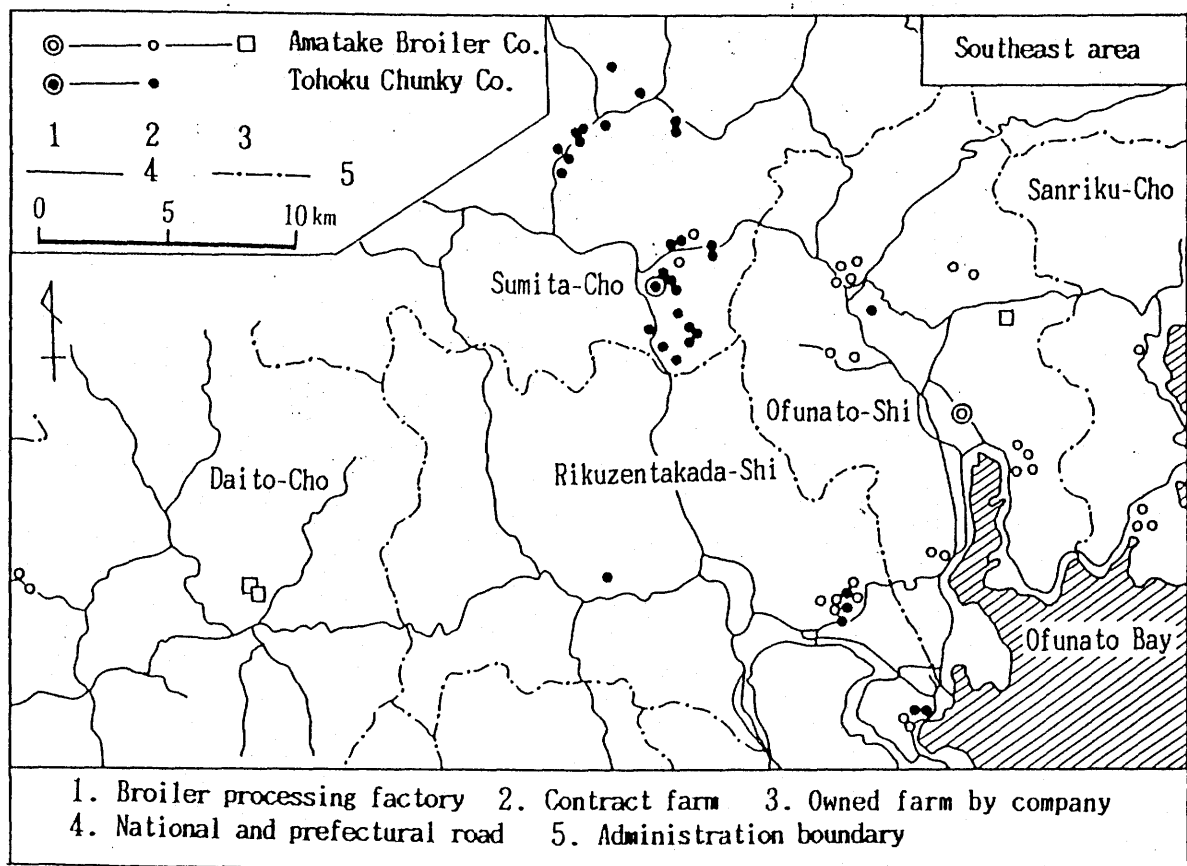 Amatake Broiler Co.
Tohoku Chunky Co.
1 2 3
4 5
0 5 10 km
Southeast area
Sanriku-Cho
Sumita-Cho
Ofunato-Shi
Daito-Cho
Rikuzentakada-Shi
Ofunato Bay
1. Broiler processing factory 2. Contract farm 3. Owned farm by company
4. National and prefectural road 5. Administration boundary